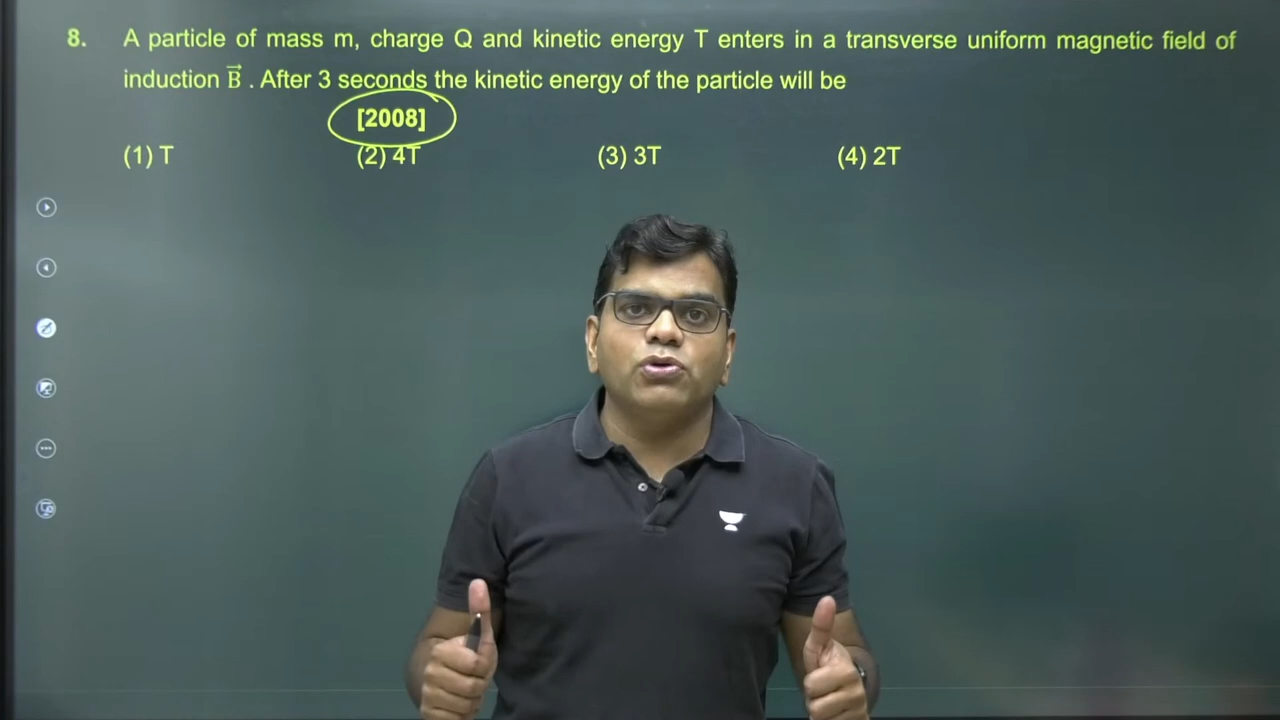 8. A particle of mass m, charge Q and kinetic energy T enters in a transverse uniform magnetic field of
induction B⃗ . After 3 seconds the kinetic energy of the particle will be
[2008]
(1) T (2) 4T (3) 3T (4) 2T